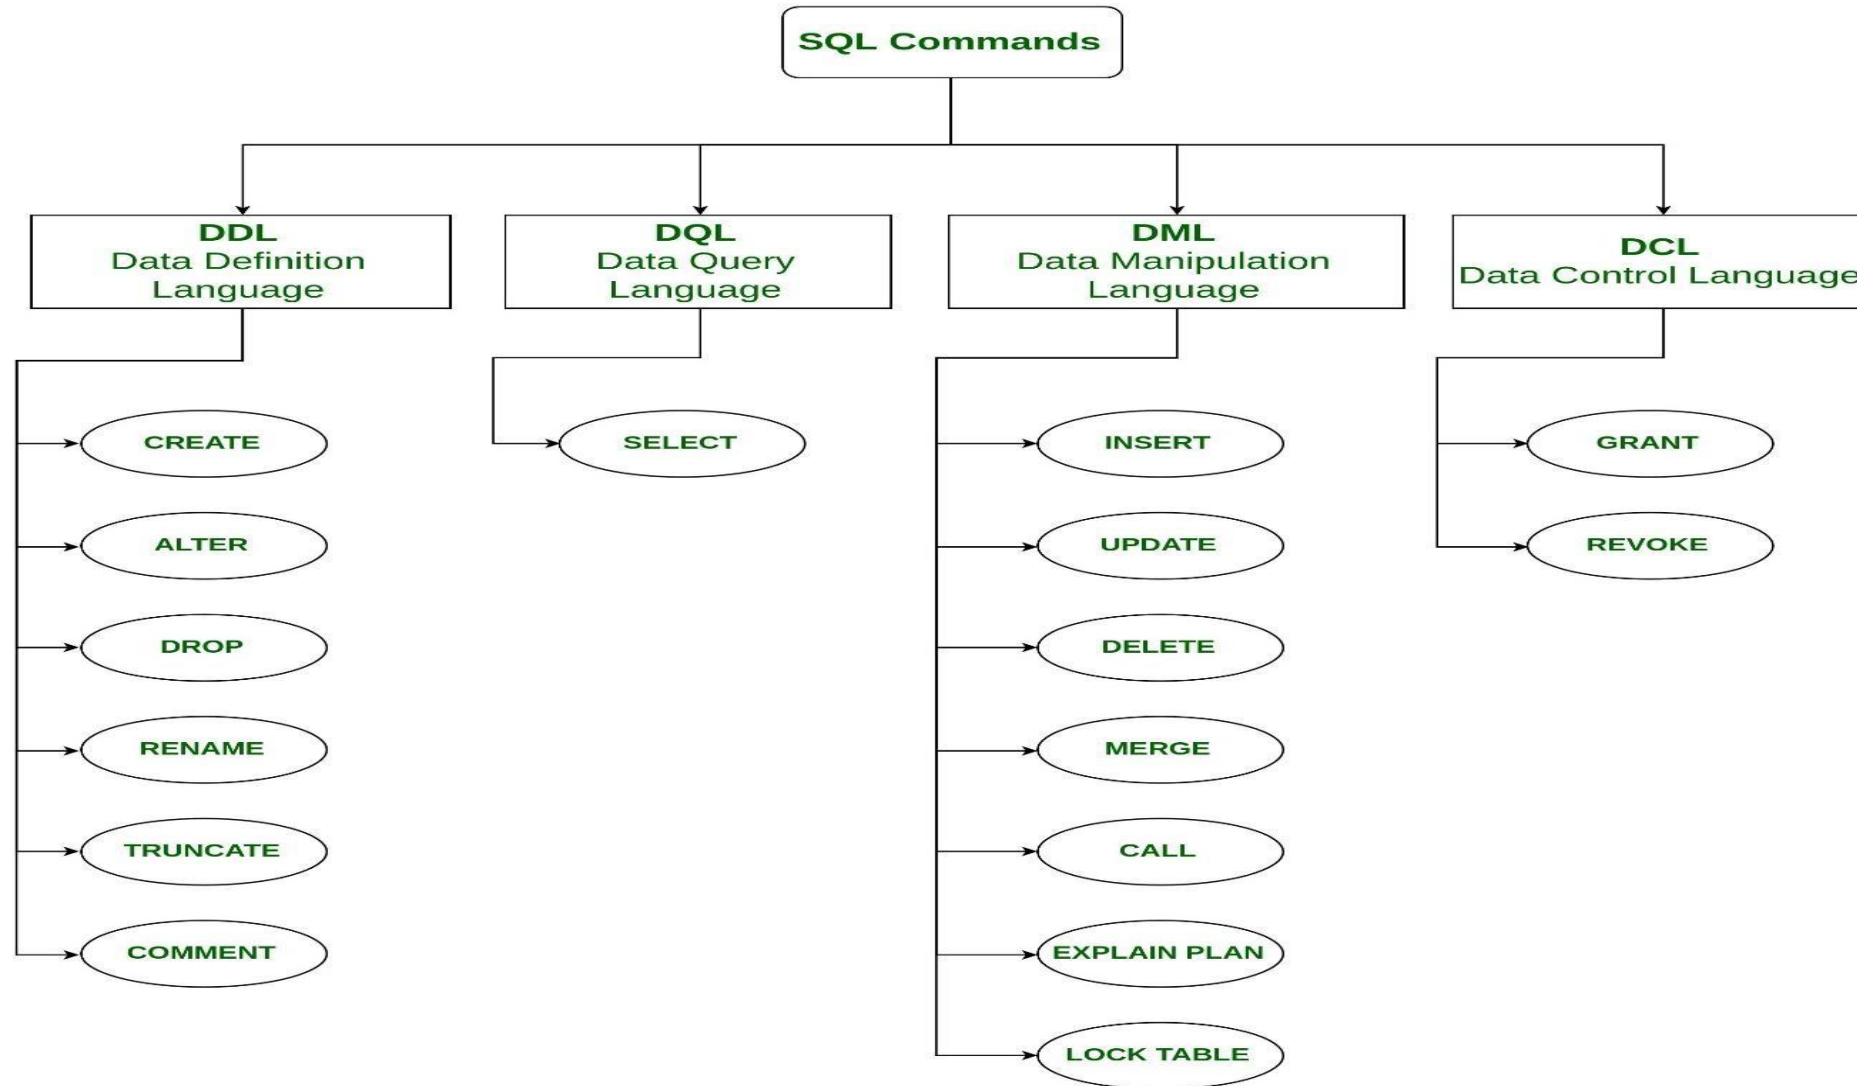 SQL Commands
DDL
Data Definition
Language
DQL
Data Query
Language
DML
Data Manipulation
Language
DCL
Data Control Language
CREATE
ALTER
DROP
RENAME
TRUNCATE
COMMENT
SELECT
INSERT
UPDATE
DELETE
MERGE
CALL
EXPLAIN PLAN
LOCK TABLE
GRANT
REVOKE